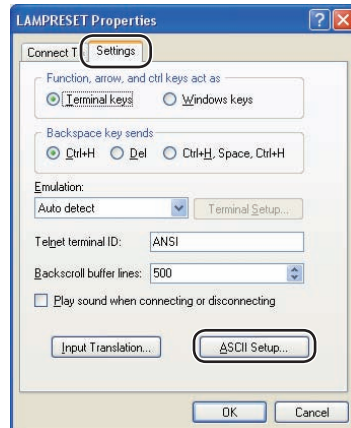 LAMPRESET Properties
Connect T
Settings
Function, arrow, and ctrl keys act as
Terminal keys
Windows keys
Backspace key sends
Ctrl+H
Del
Ctrl+H, Space, Ctrl+H
Emulation:
Auto detect
Terminal Setup...
Telnet terminal ID:
ANSI
Backscroll buffer lines:
500
Play sound when connecting or disconnecting
Input Translation...
ASCII Setup...
OK
Cancel